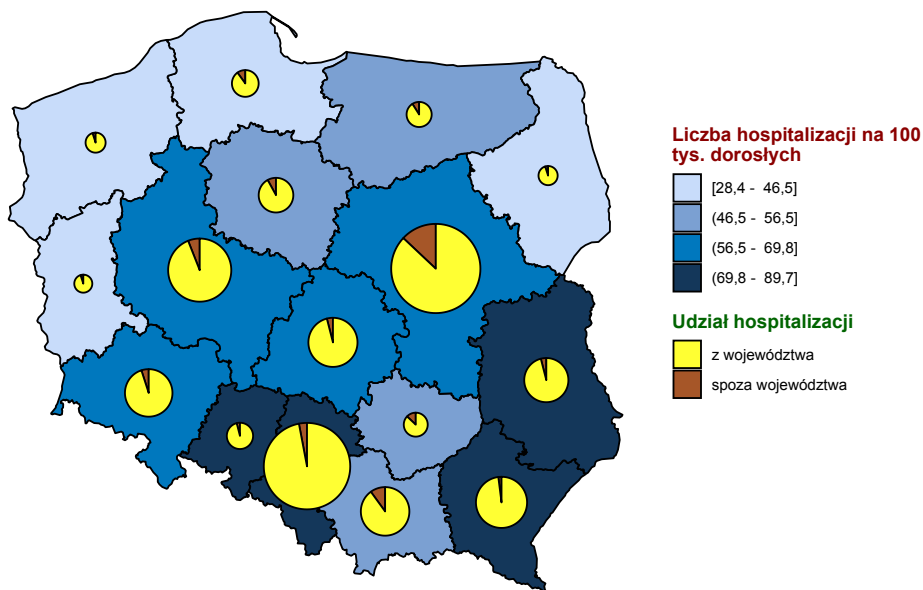 Liczba hospitalizacji na 100
tys. dorosłych
[28,4 - 46,5]
(46,5 - 56,5]
(56,5 - 69,8]
(69,8 - 89,7]
Udział hospitalizacji
z województwa
spoza województwa